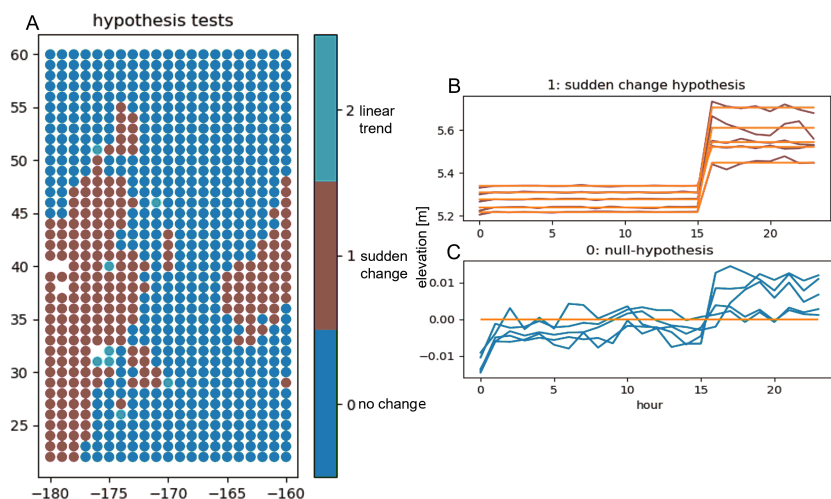 A
hypothesis tests
60
55
50
45
40
35
30
25
−180
−175
−170
−165
−160
2 linear
trend
1 sudden
change
0 no change
B
1: sudden change hypothesis
5.6
5.4
5.2
0
5
10
15
20
elevation [m]
C
0: null-hypothesis
0.01
0.00
−0.01
0
5
10
15
20
hour